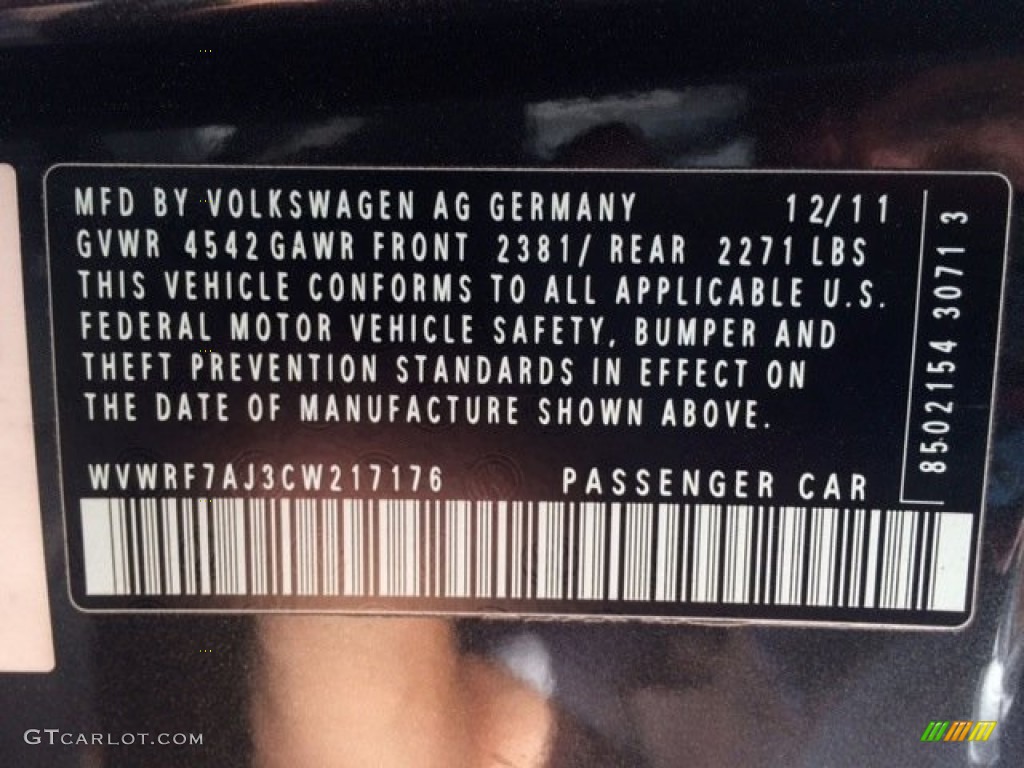 MFD BY VOLKSWAGEN AG GERMANY 12/11
GVWR 4542 GAWR FRONT 2381/ REAR 2271 LBS
THIS VEHICLE CONFORMS TO ALL APPLICABLE U.S.
FEDERAL MOTOR VEHICLE SAFETY, BUMPER AND
THEFT PREVENTION STANDARDS IN EFFECT ON
THE DATE OF MANUFACTURE SHOWN ABOVE.
WVWRF7AJ3CW217176 PASSENGER CAR
8502154 3071 3
GTCARLOT.COM